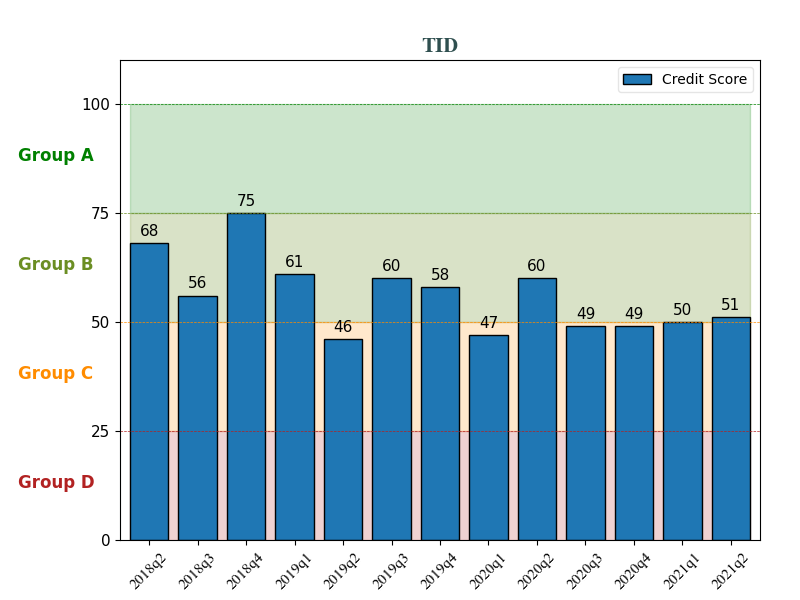 TID
Credit Score
100
Group A
75
75
68
Group B
61
60
60
58
56
50
46
47
49
49
50
51
Group C
25
Group D
0
2018q2
2018q3
2018q4
2019q1
2019q2
2019q3
2019q4
2020q1
2020q2
2020q3
2020q4
2021q1
2021q2